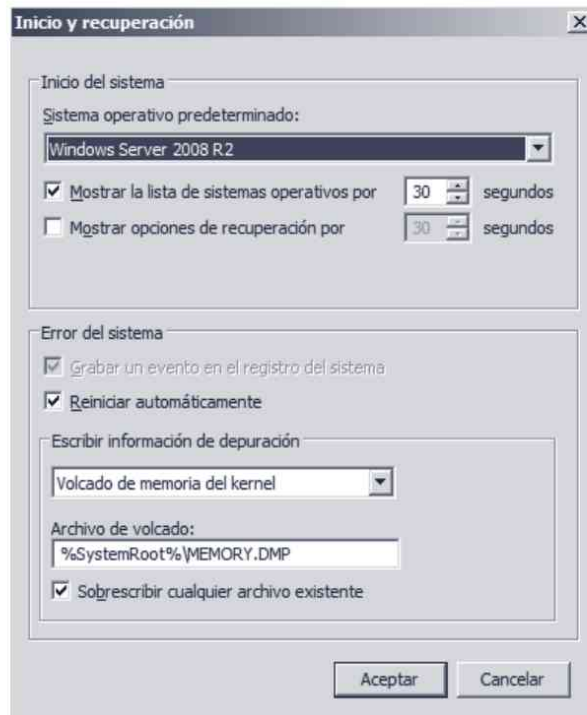 Inicio y recuperación
Inicio del sistema
Sistema operativo predeterminado:
Windows Server 2008 R2
Mostrar la lista de sistemas operativos por 30 segundos
Mostrar opciones de recuperación por 30 segundos
Error del sistema
Grabar un evento en el registro del sistema
Reiniciar automáticamente
Escribir información de depuración
Volcado de memoria del kernel
Archivo de volcado:
%SystemRoot%\MEMORY.DMP
Sobrescribir cualquier archivo existente
Aceptar Cancelar